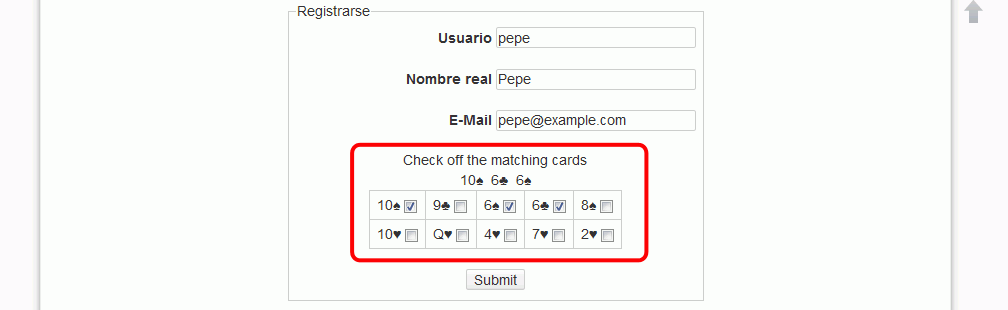 Registrarse
Usuario pepe
Nombre real Pepe
E-Mail pepe@example.com
Check off the matching cards
10♠ 6♣ 6♠
10♠ 9♣ 6♠ 6♣ 8♠
10♥ Q♥ 4♥ 7♥ 2♥
Submit